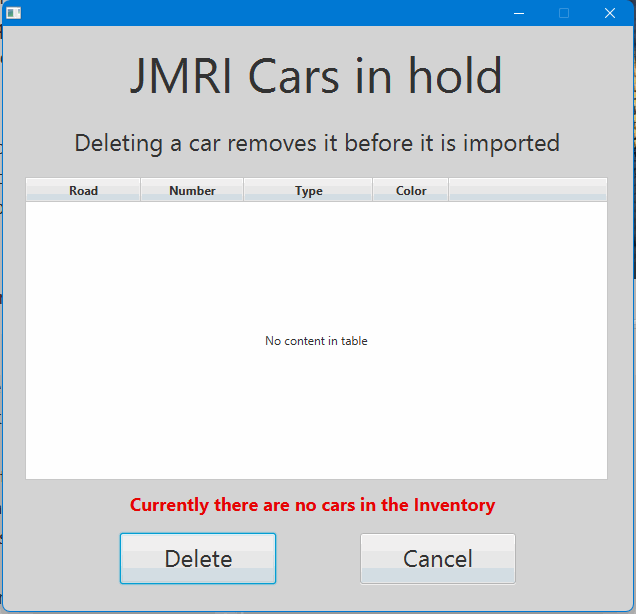 JMRI Cars in hold
Deleting a car removes it before it is imported
Road Number Type Color
No content in table
Currently there are no cars in the Inventory
Delete Cancel